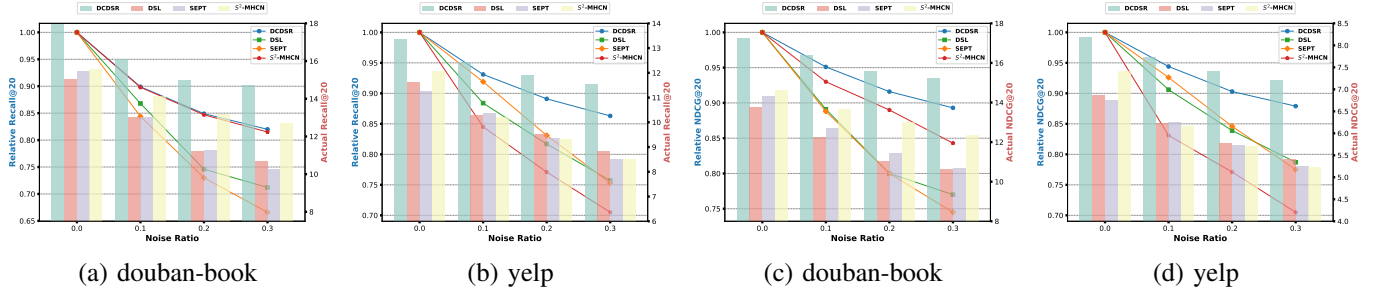 DCDSR DSL SEPT S²-MHCN
Relative Recall@20
1.00
0.95
0.90
0.85
0.80
0.75
0.70
0.65
DCDSR
DSL
SEPT
S²-MHCN
18
16
14
12
10
8
Actual Recall@20
0.0 0.1 0.2 0.3
Noise Ratio
(a) douban-book
DCDSR DSL SEPT S²-MHCN
Relative Recall@20
1.00
0.95
0.90
0.85
0.80
0.75
0.70
DCDSR
DSL
SEPT
S²-MHCN
14
13
12
11
10
9
8
7
6
Actual Recall@20
0.0 0.1 0.2 0.3
Noise Ratio
(b) yelp
DCDSR DSL SEPT S²-MHCN
Relative NDCG@20
1.00
0.95
0.90
0.85
0.80
0.75
DCDSR
DSL
SEPT
S²-MHCN
18
16
14
12
10
8
Actual NDCG@20
0.0 0.1 0.2 0.3
Noise Ratio
(c) douban-book
DCDSR DSL SEPT S²-MHCN
Relative NDCG@20
1.00
0.95
0.90
0.85
0.80
0.75
0.70
DCDSR
DSL
SEPT
S²-MHCN
8.5
8.0
7.5
7.0
6.5
6.0
5.5
5.0
4.5
4.0
Actual NDCG@20
0.0 0.1 0.2 0.3
Noise Ratio
(d) yelp